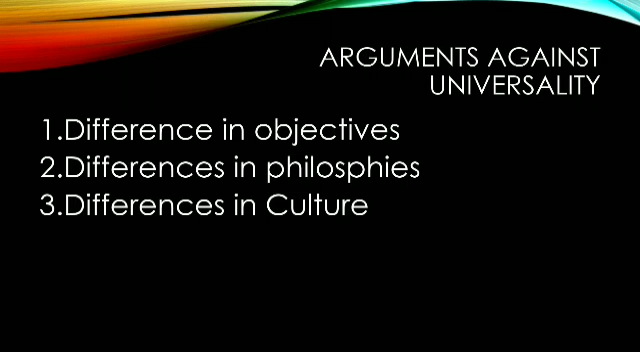 ARGUMENTS AGAINST
UNIVERSALITY
1.Difference in objectives
2.Differences in philosphies
3.Differences in Culture